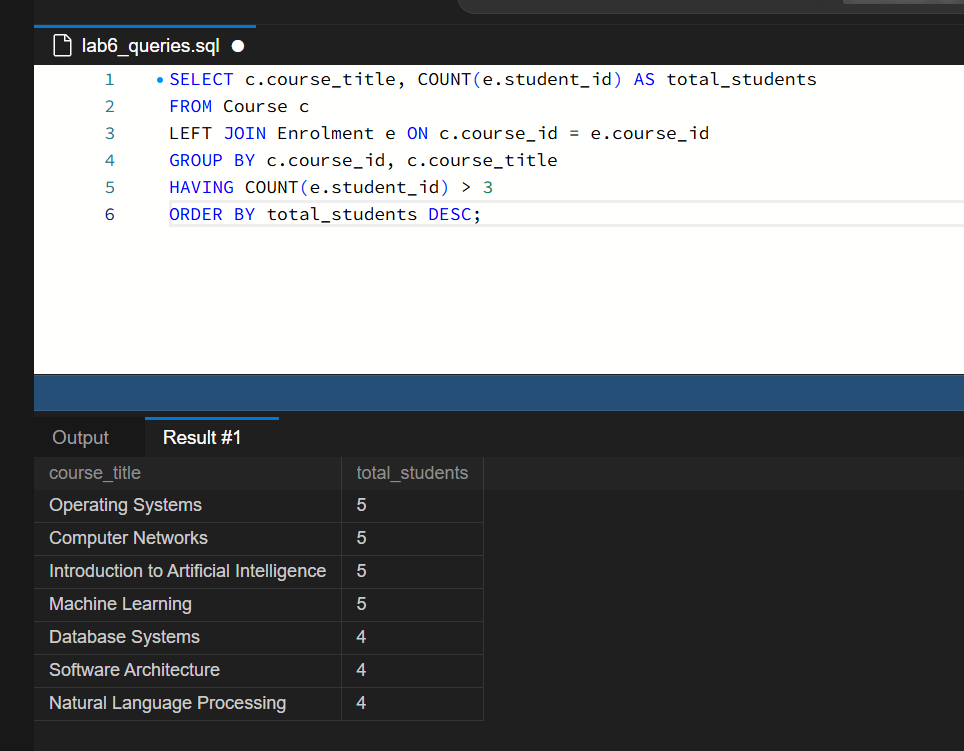 lab6_queries.sql
1 SELECT c.course_title, COUNT(e.student_id) AS total_students
2 FROM Course c
3 LEFT JOIN Enrolment e ON c.course_id = e.course_id
4 GROUP BY c.course_id, c.course_title
5 HAVING COUNT(e.student_id) > 3
6 ORDER BY total_students DESC;
Output Result #1
course_title total_students
Operating Systems 5
Computer Networks 5
Introduction to Artificial Intelligence 5
Machine Learning 5
Database Systems 4
Software Architecture 4
Natural Language Processing 4